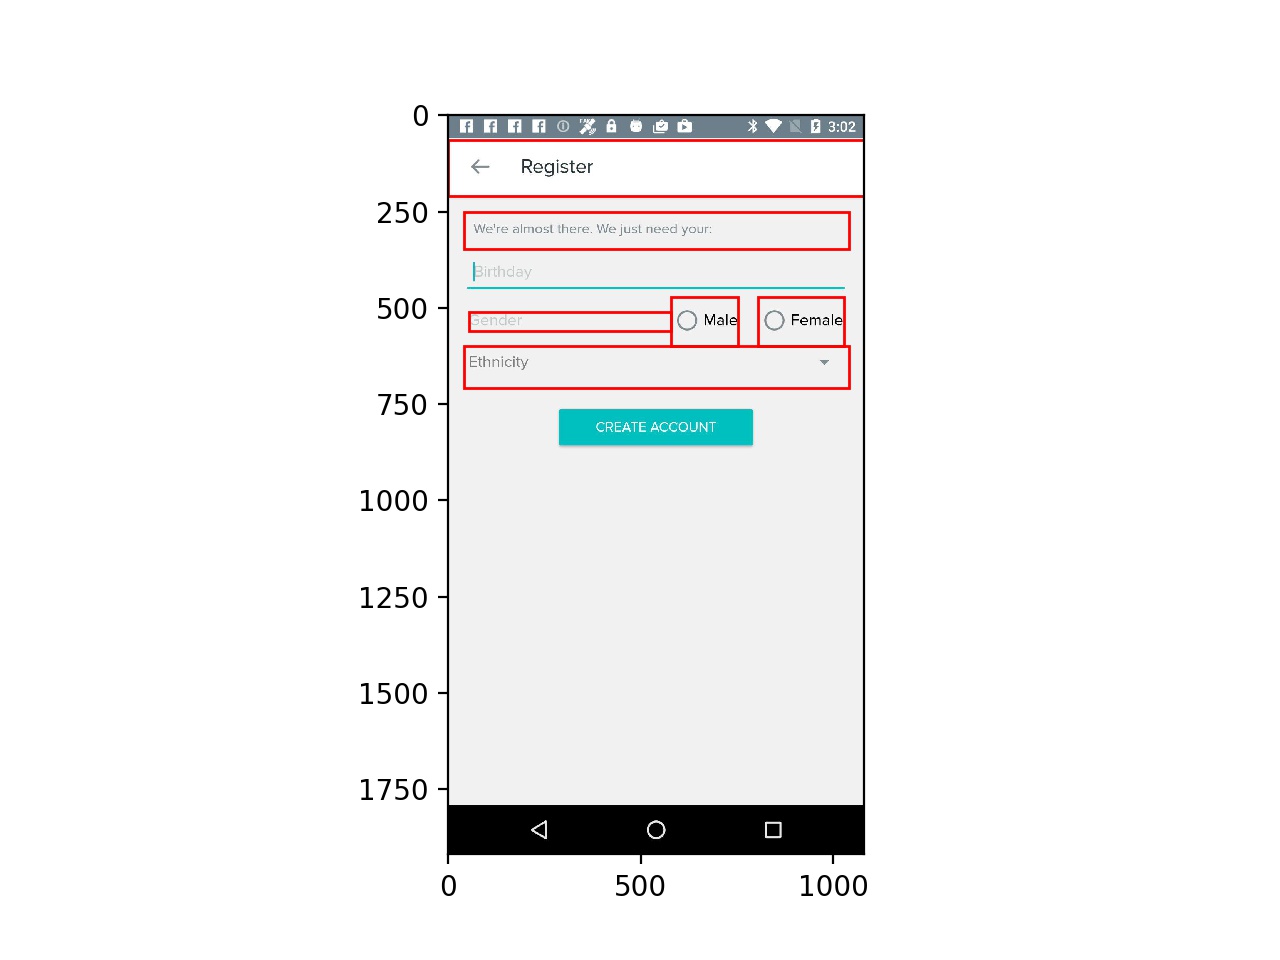 0
3:02
Register
250
We're almost there. We just need your:
Birthday
500
Gender
Male
Female
Ethnicity
750
CREATE ACCOUNT
1000
1250
1500
1750
0
500
1000